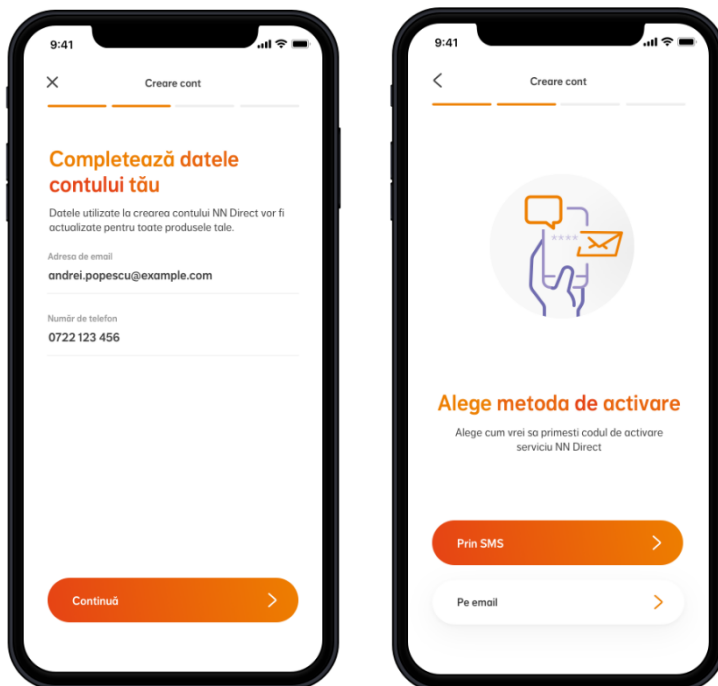 9:41
Creare cont
Completează datele
contului tău
Datele utilizate la crearea contului NN Direct vor fi
actualizate pentru toate produsele tale.
Adresa de email
andrei.popescu@example.com
Număr de telefon
0722 123 456
Continuă
9:41
Creare cont
****
Alege metoda de activare
Alege cum vrei sa primesti codul de activare
serviciu NN Direct
Prin SMS
Pe email